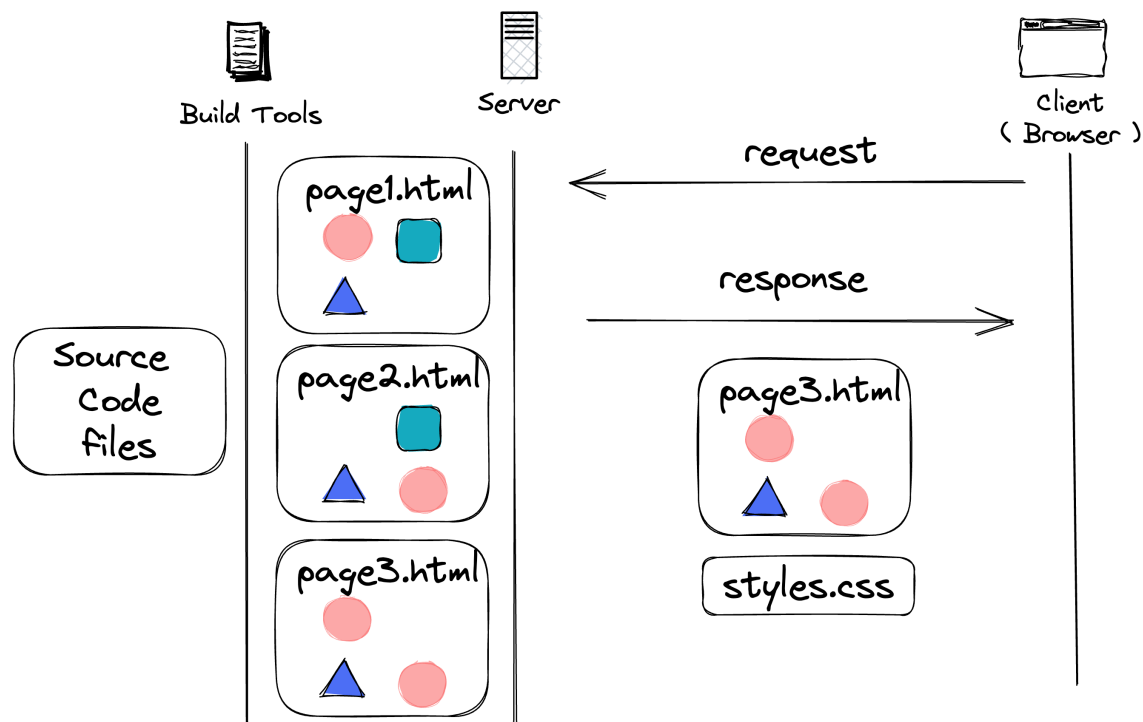 Build Tools
Server
Client
( Browser )
request
page1.html
response
Source
Code
files
page2.html
page3.html
styles.css
page3.html